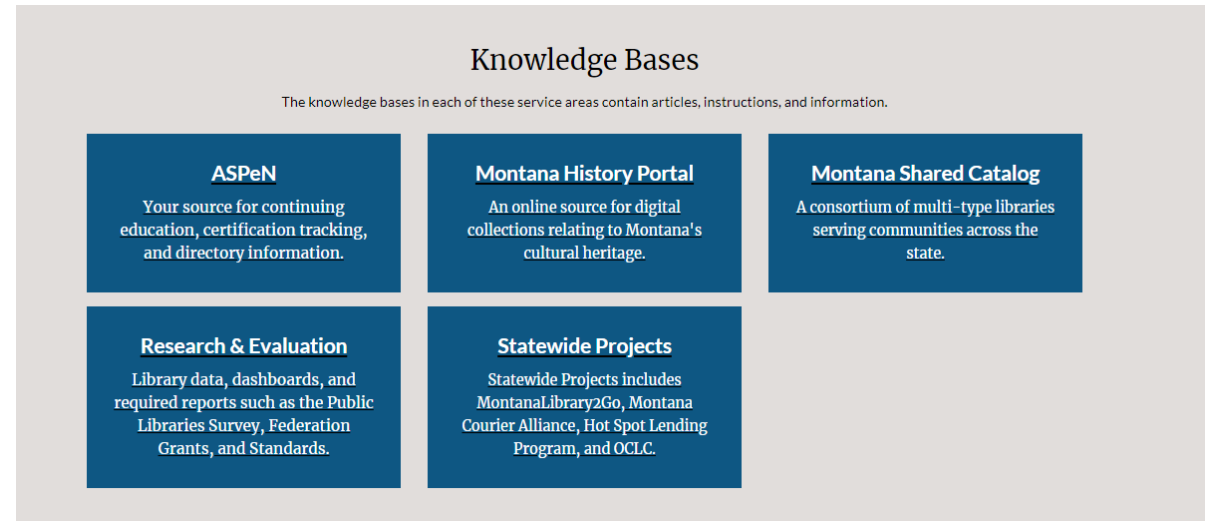 Knowledge Bases
The knowledge bases in each of these service areas contain articles, instructions, and information.
ASPeN
Your source for continuing
education, certification tracking,
and directory information.
Montana History Portal
An online source for digital
collections relating to Montana's
cultural heritage.
Montana Shared Catalog
A consortium of multi-type libraries
serving communities across the
state.
Research & Evaluation
Library data, dashboards, and
required reports such as the Public
Libraries Survey, Federation
Grants, and Standards.
Statewide Projects
Statewide Projects includes
MontanaLibrary2Go, Montana
Courier Alliance, Hot Spot Lending
Program, and OCLC.